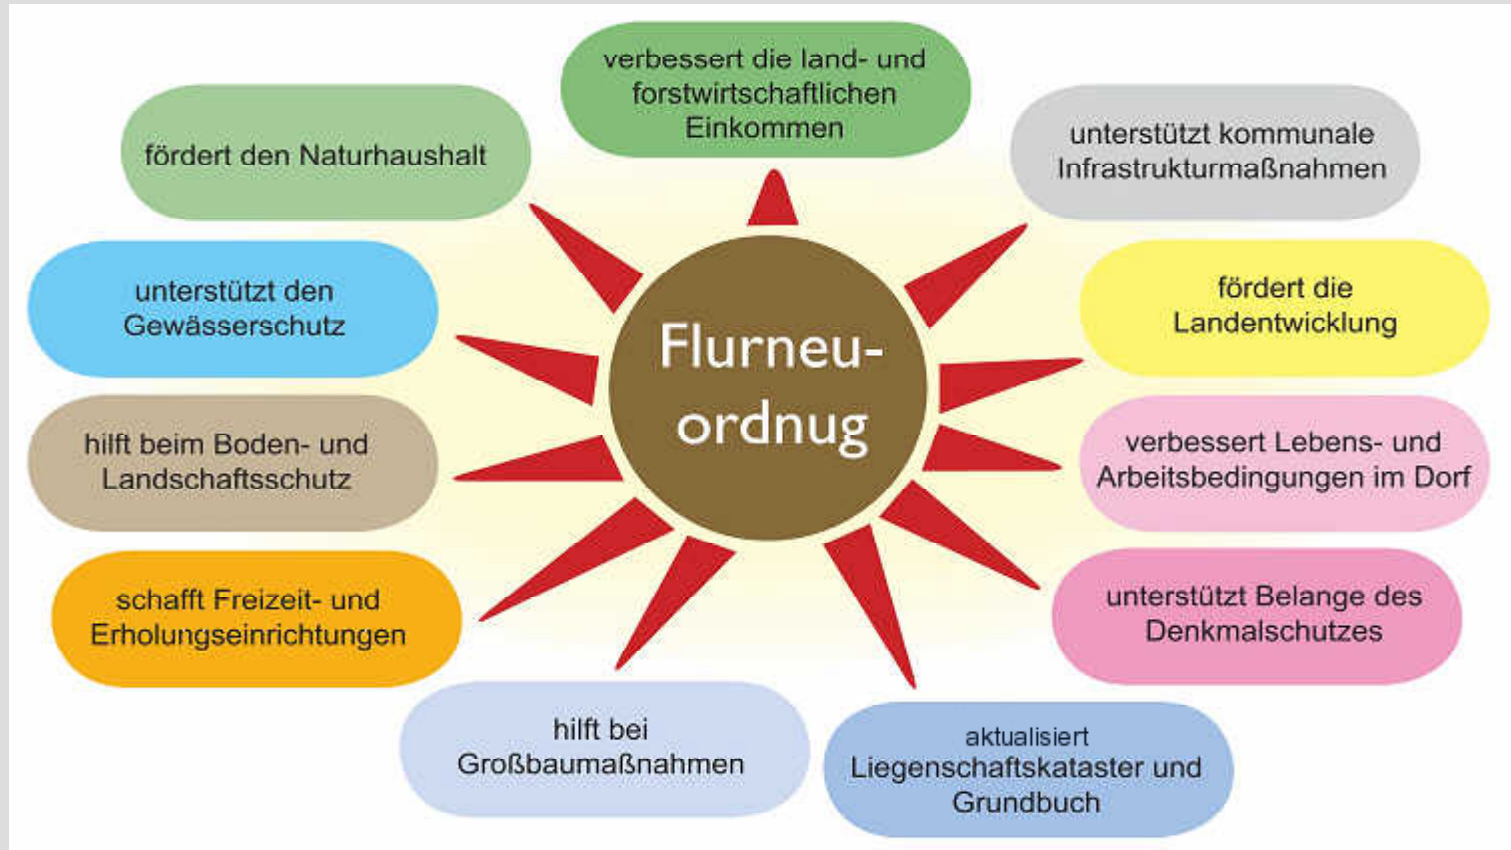 verbessert die land- und
forstwirtschaftlichen
Einkommen
fördert den Naturhaushalt
unterstützt kommunale
Infrastrukturmaßnahmen
unterstützt den
Gewässerschutz
fördert die
Landentwicklung
Flurneu-
ordnug
hilft beim Boden- und
Landschaftsschutz
verbessert Lebens- und
Arbeitsbedingungen im Dorf
schafft Freizeit- und
Erholungseinrichtungen
unterstützt Belange des
Denkmalschutzes
hilft bei
Großbaumaßnahmen
aktualisiert
Liegenschaftskataster und
Grundbuch